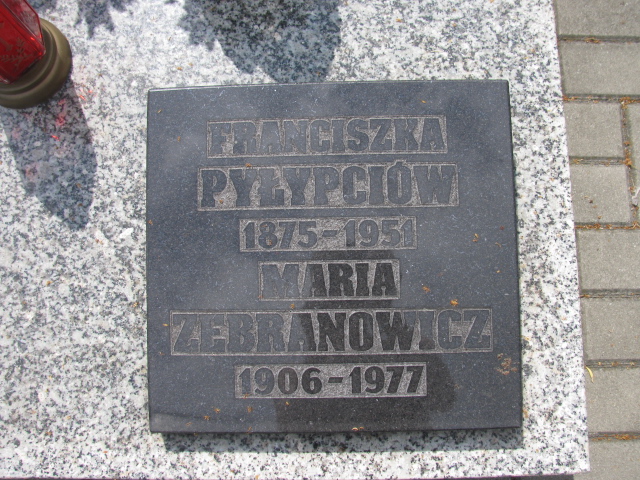 FRANCISZKA
PYŁYPCIÓW
1875-1951
MARIA
ZEBRANOWICZ
1906-1977